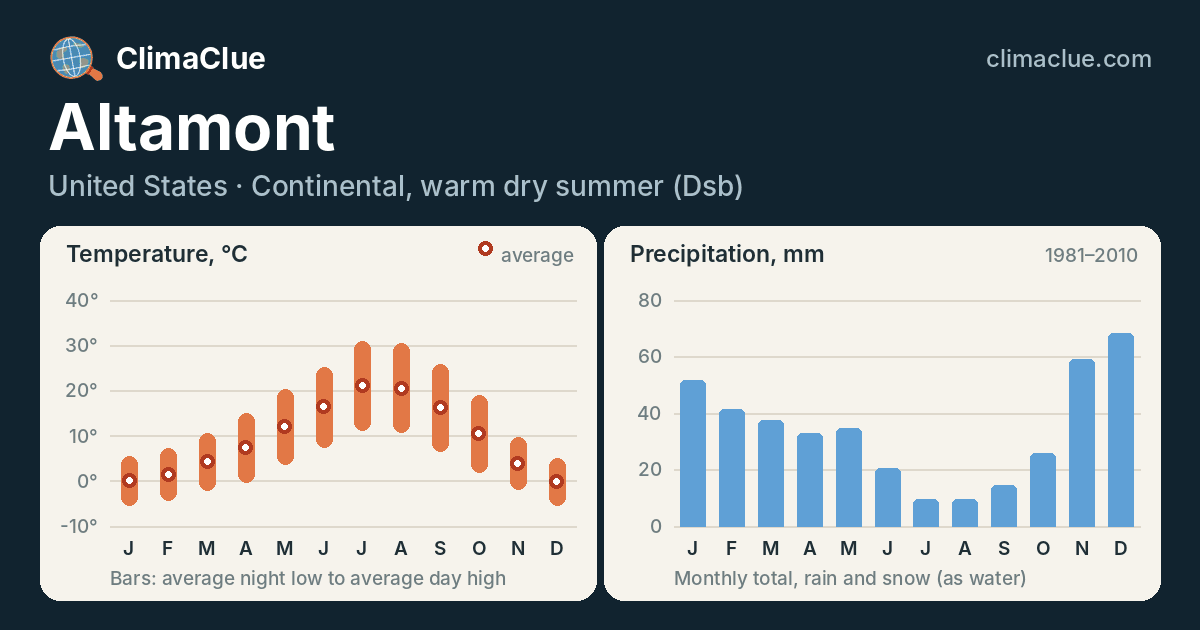 ClimaClue
climaclue.com
Altamont
United States · Continental, warm dry summer (Dsb)
Temperature, °C
average
40°
30°
20°
10°
0°
-10°
J F M A M J J A S O N D
Bars: average night low to average day high
Precipitation, mm
1981–2010
80
60
40
20
0
J F M A M J J A S O N D
Monthly total, rain and snow (as water)